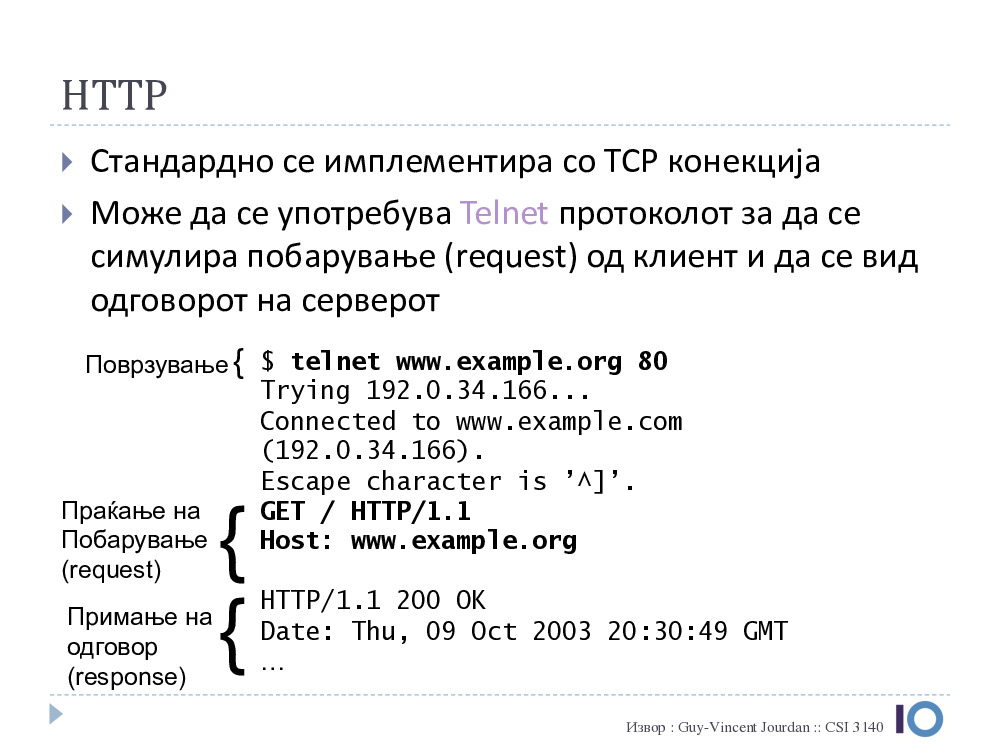 HTTP
Стандардно се имплементира со TCP конекција
Може да се употребува Telnet протоколот за да се
симулира побарување (request) од клиент и да се вид
одговорот на серверот
Поврзување { $ telnet www.example.org 80
Trying 192.0.34.166...
Connected to www.example.com
(192.0.34.166).
Escape character is ’^]’.
Праќање на
Побарување
(request)
{
GET / HTTP/1.1
Host: www.example.org
Примање на
одговор
(response)
{
HTTP/1.1 200 OK
Date: Thu, 09 Oct 2003 20:30:49 GMT
…
Извор : Guy-Vincent Jourdan :: CSI 3140